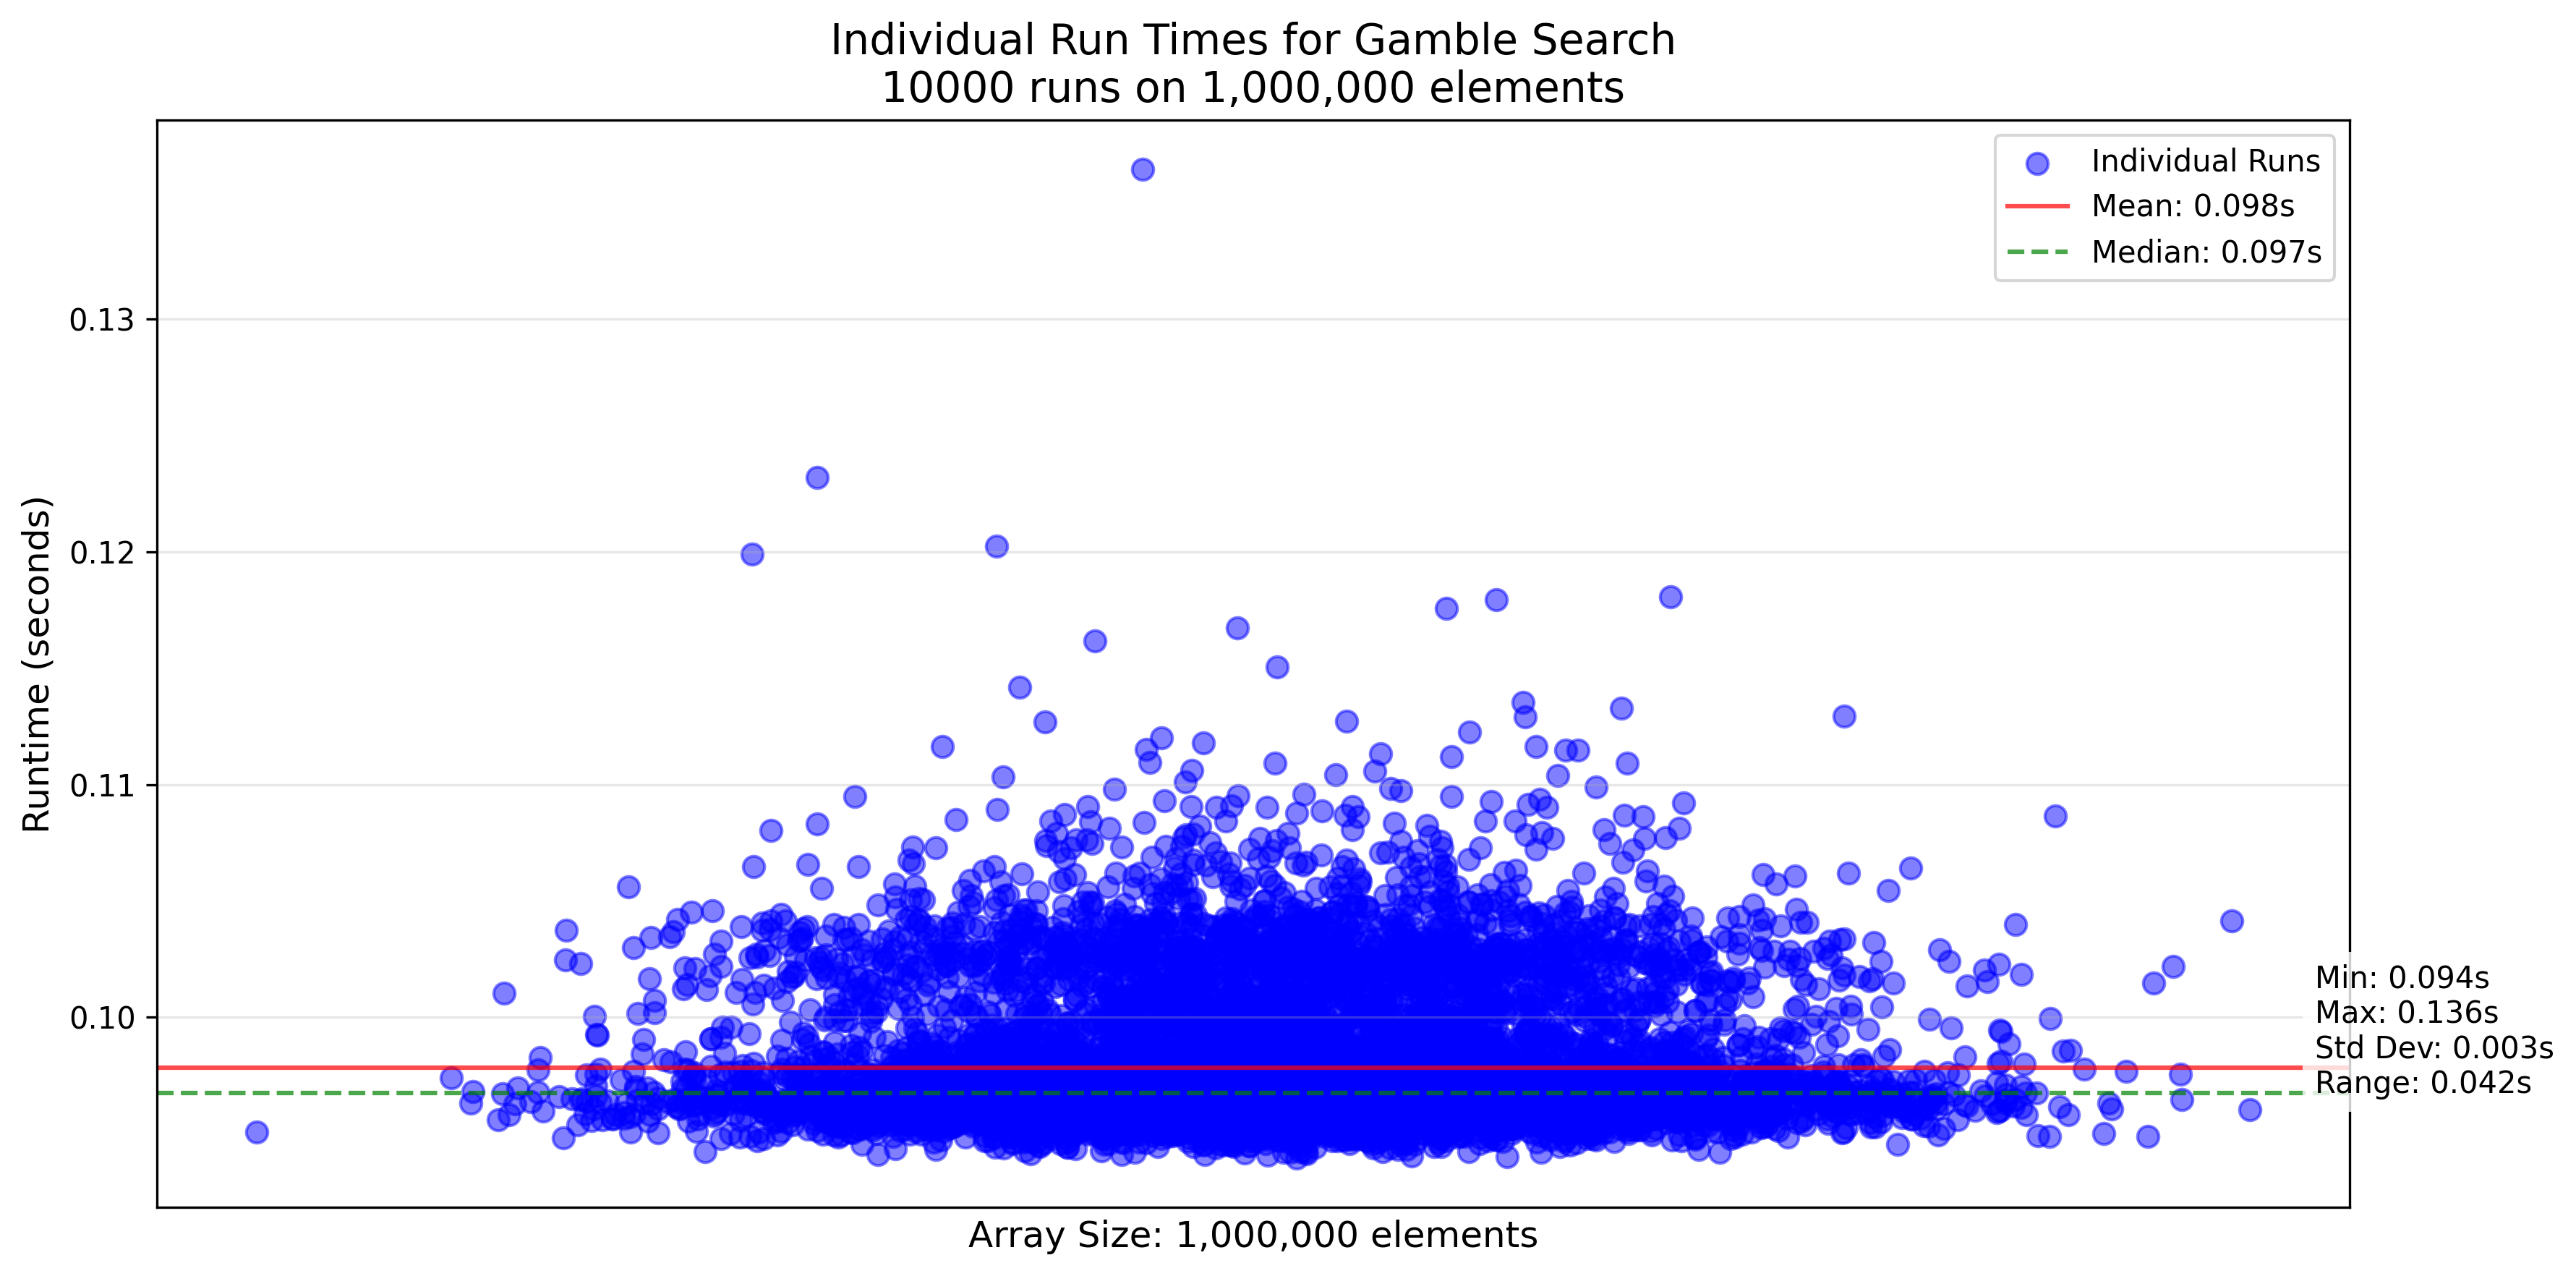 Individual Run Times for Gamble Search
10000 runs on 1,000,000 elements
Individual Runs
Mean: 0.098s
Median: 0.097s
Runtime (seconds)
0.13
0.12
0.11
0.10
Min: 0.094s
Max: 0.136s
Std Dev: 0.003s
Range: 0.042s
Array Size: 1,000,000 elements